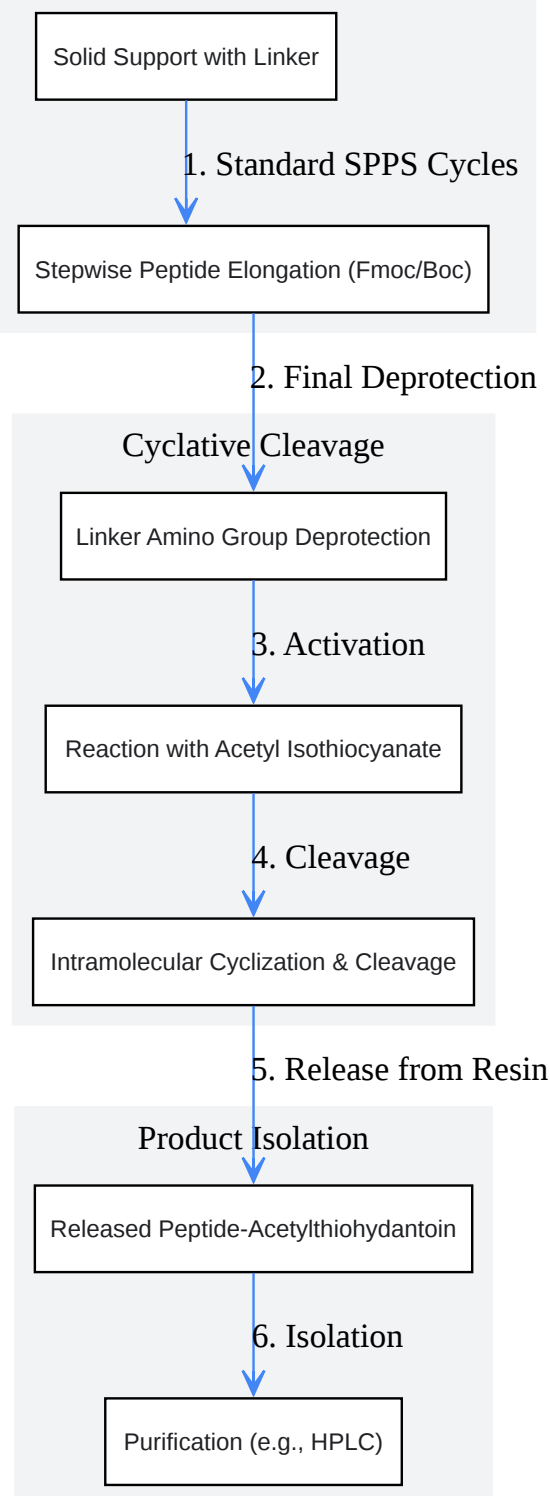 Solid Support with Linker
1. Standard SPPS Cycles
Stepwise Peptide Elongation (Fmoc/Boc)
2. Final Deprotection
Cyclative Cleavage
Linker Amino Group Deprotection
3. Activation
Reaction with Acetyl Isothiocyanate
4. Cleavage
Intramolecular Cyclization & Cleavage
5. Release from Resin
Product Isolation
Released Peptide-Acetylthiohydantoin
6. Isolation
Purification (e.g., HPLC)